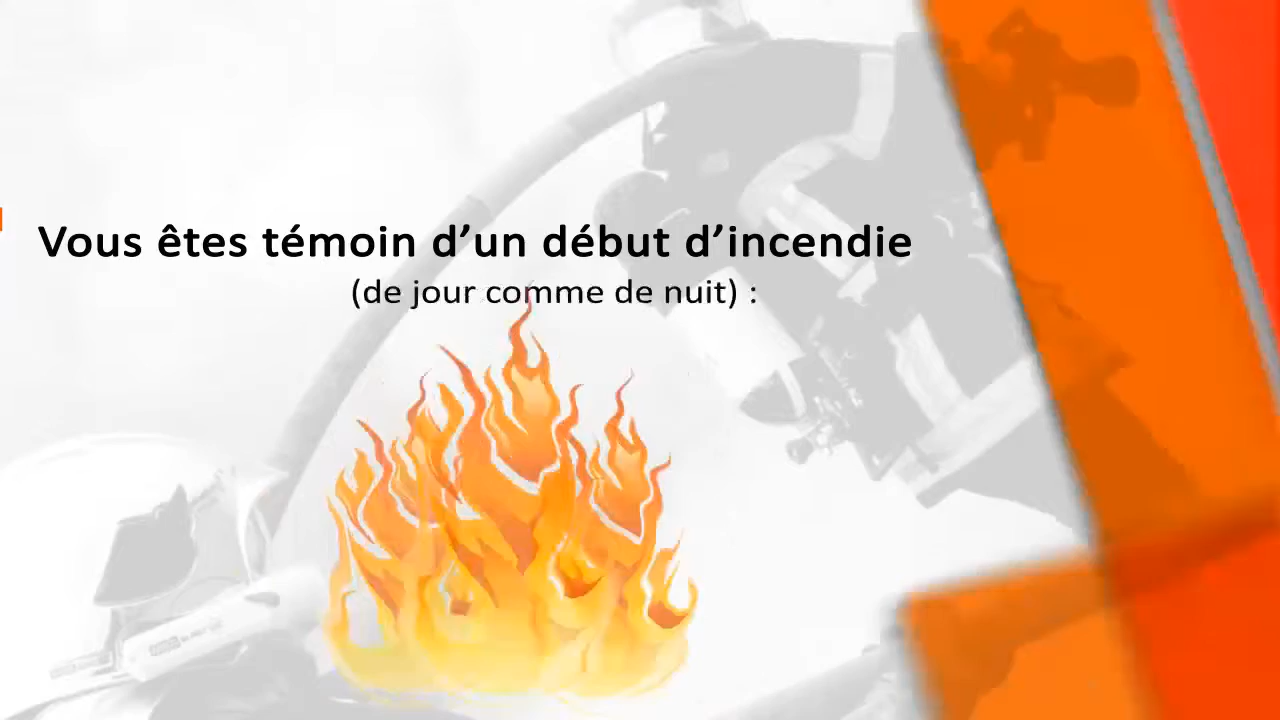 Vous êtes témoin d’un début d’incendie
(de jour comme de nuit) :